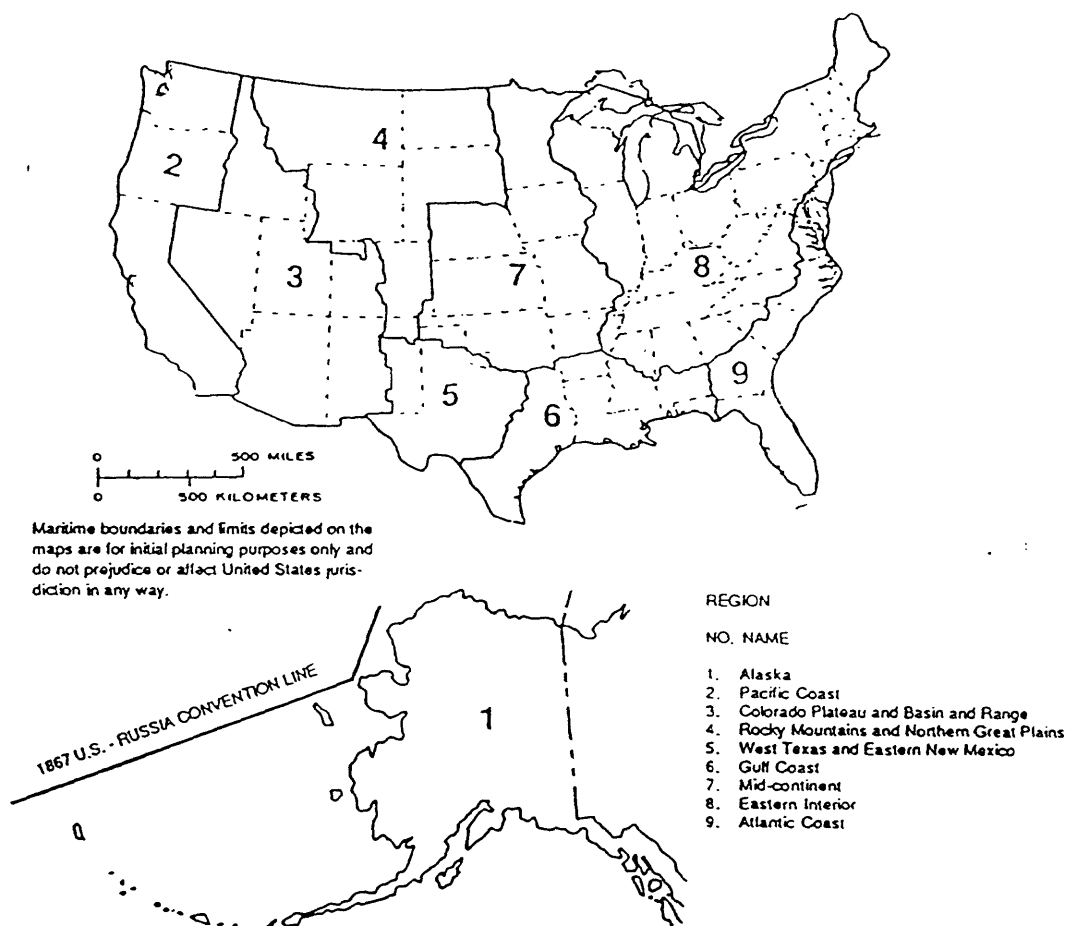 4
2
3
7
8
5
6
9
0 500 MILES
0 500 KILOMETERS
Maritime boundaries and limits depicted on the
maps are for initial planning purposes only and
do not prejudice or affect United States juris-
diction in any way.
1867 U.S. - RUSSIA CONVENTION LINE
1
REGION
NO. NAME
1. Alaska
2. Pacific Coast
3. Colorado Plateau and Basin and Range
4. Rocky Mountains and Northern Great Plains
5. West Texas and Eastern New Mexico
6. Gulf Coast
7. Mid-continent
8. Eastern Interior
9. Atlantic Coast